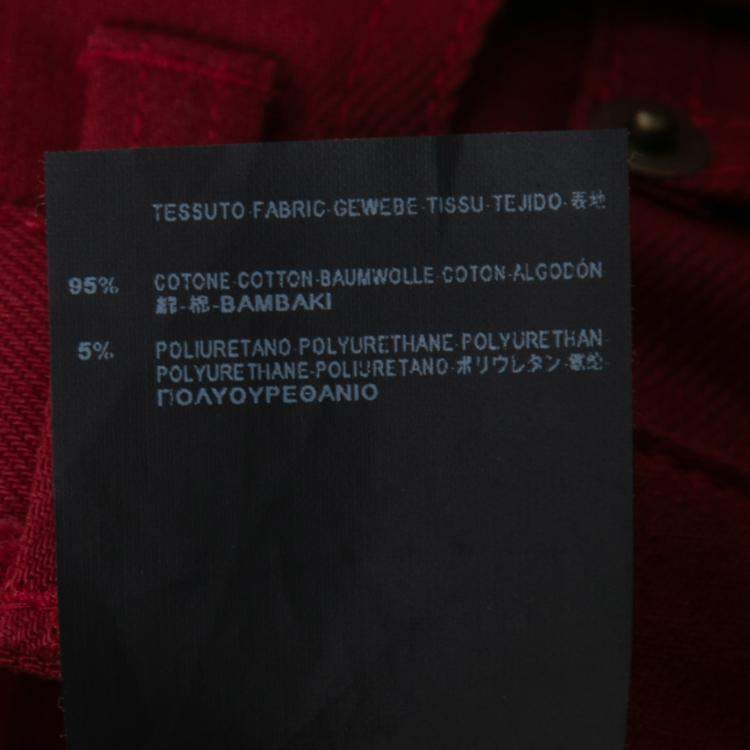 TESSUTO-FABRIC-GEWEBE-TISSU-TEJIDO-表地
95% COTONE-COTTON-BAUMWOLLE-COTON-ALGODÓN
綿-棉-BAMBAKI
5% POLIURETANO-POLYURETHANE-POLYURETHAN-
POLYURETHANE-POLIURETANO-ポリウレタン-
ΠΟΛΥΟΥΡΕΘΑΝΙΟ